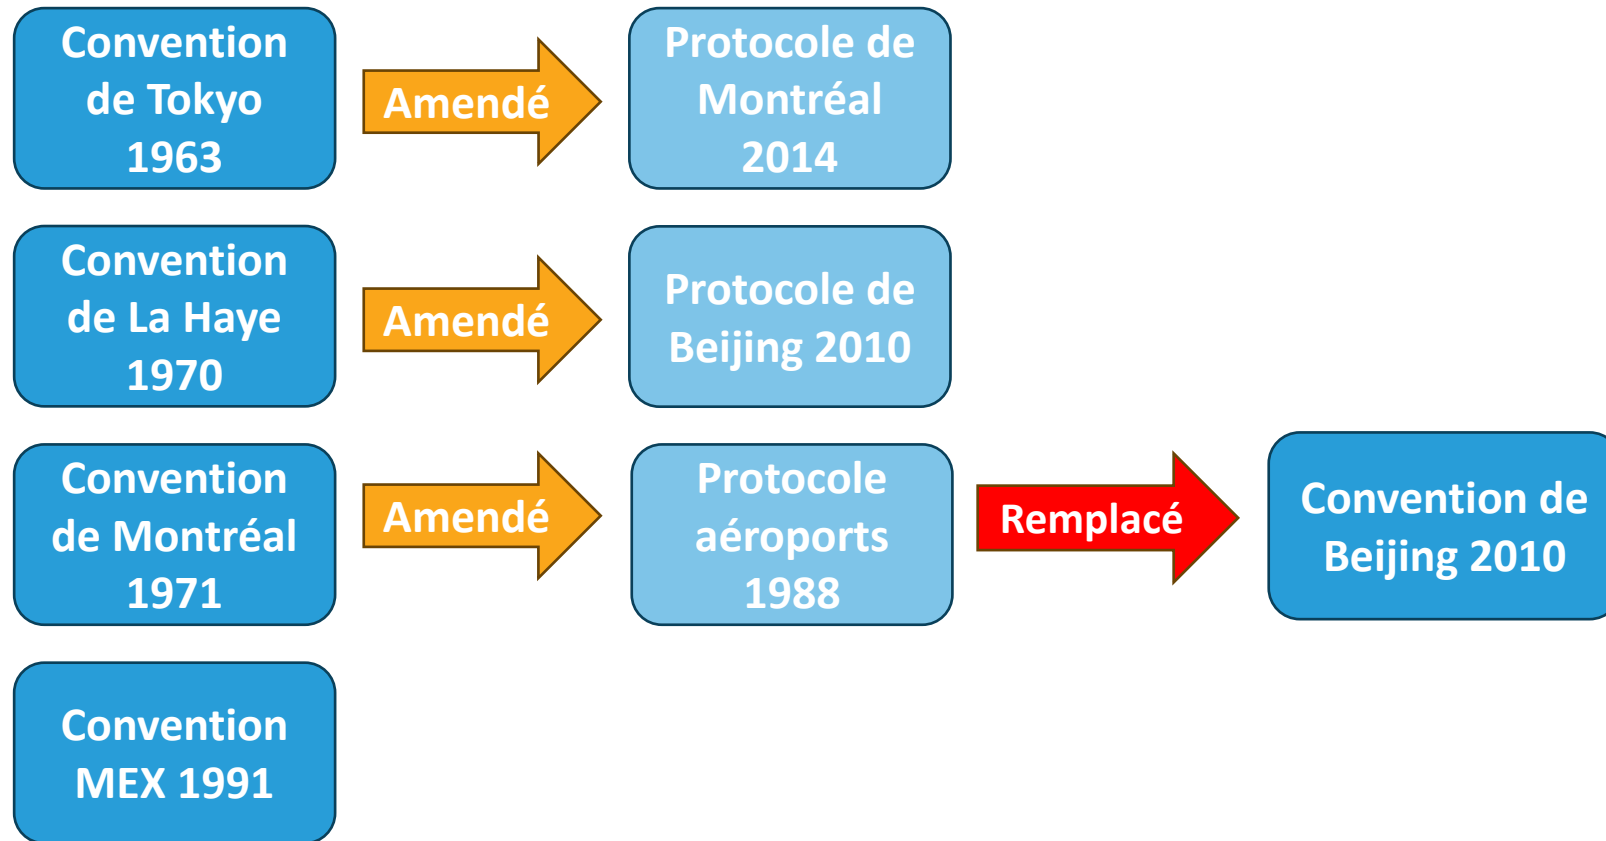 Convention
de Tokyo
1963
Amendé
Protocole de
Montréal
2014
Convention
de La Haye
1970
Amendé
Protocole de
Beijing 2010
Convention
de Montréal
1971
Amendé
Protocole
aéroports
1988
Remplacé
Convention de
Beijing 2010
Convention
MEX 1991